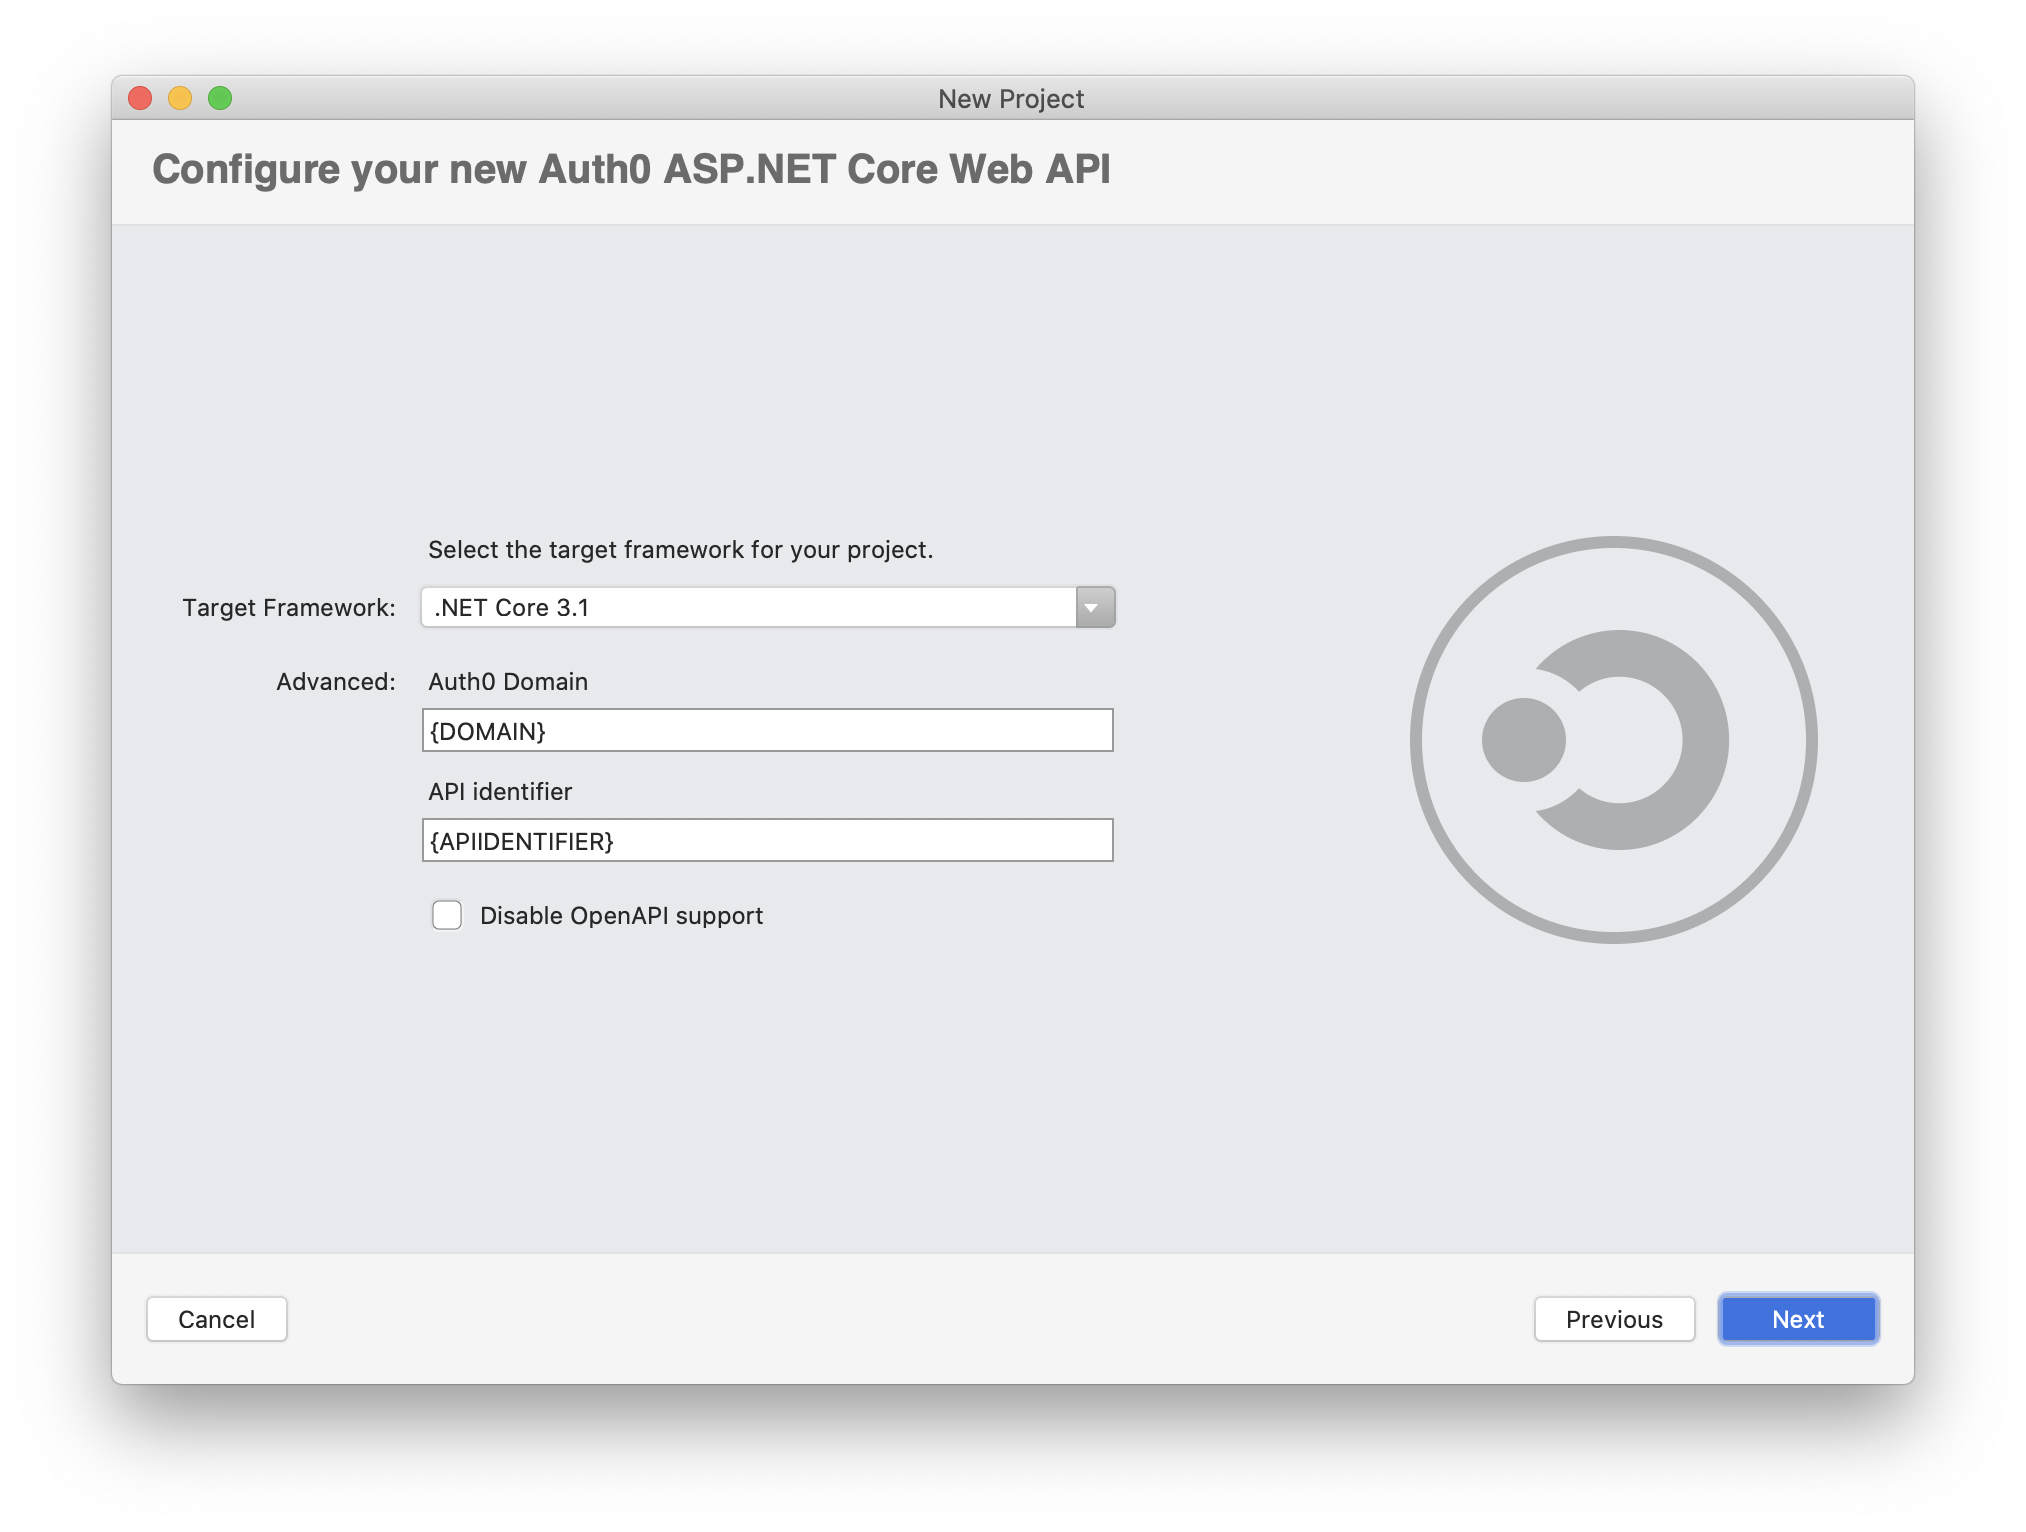 New Project
Configure your new Auth0 ASP.NET Core Web API
Select the target framework for your project.
Target Framework: .NET Core 3.1
Advanced: Auth0 Domain
{DOMAIN}
API identifier
{APIIDENTIFIER}
Disable OpenAPI support
Cancel Previous Next